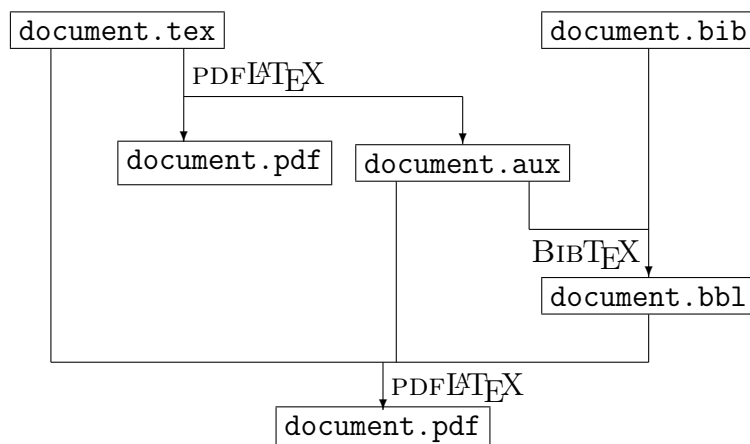 document.tex
document.bib
PDFLATEX
document.pdf
document.aux
BIBTEX
document.bbl
PDFLATEX
document.pdf